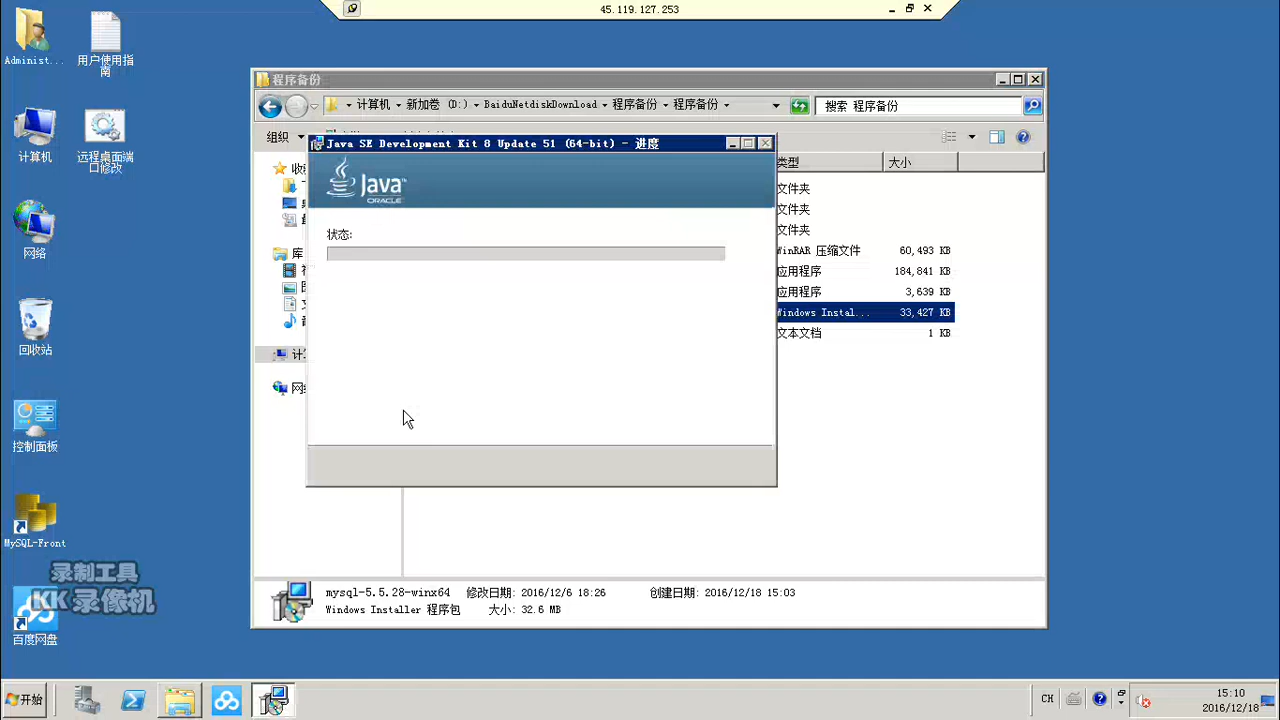 45.119.127.253
Administ...
用户使用指南
计算机
远程桌面端口修改
网络
回收站
控制面板
MySQL-Front
百度网盘
录制工具
KK 录像机
程序备份
计算机 新加卷 (D:) BaiduNetdiskDownload 程序备份 程序备份
搜索 程序备份
组织
类型 大小
文件夹
文件夹
文件夹
WinRAR 压缩文件 60,493 KB
应用程序 184,841 KB
应用程序 3,639 KB
Windows Instal... 33,427 KB
文本文档 1 KB
库
Java SE Development Kit 8 Update 51 (64-bit) - 进度
Java
ORACLE
状态:
mysql-5.5.28-winx64 修改日期: 2016/12/6 18:26 创建日期: 2016/12/18 15:03
Windows Installer 程序包 大小: 32.6 MB
开始
CH
15:10
2016/12/18